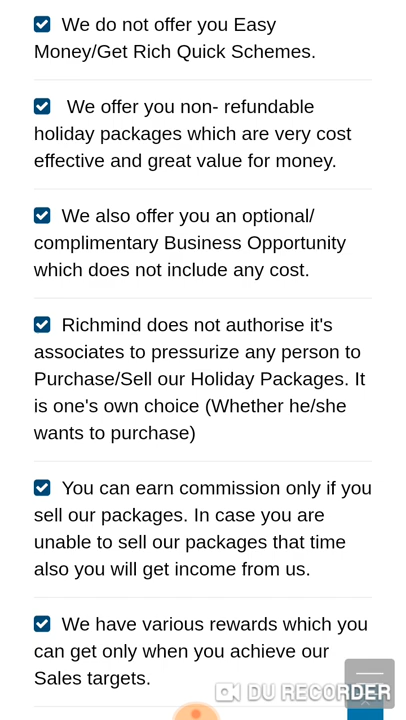 We do not offer you Easy
Money/Get Rich Quick Schemes.
We offer you non- refundable
holiday packages which are very cost
effective and great value for money.
We also offer you an optional/
complimentary Business Opportunity
which does not include any cost.
Richmind does not authorise it's
associates to pressurize any person to
Purchase/Sell our Holiday Packages. It
is one's own choice (Whether he/she
wants to purchase)
You can earn commission only if you
sell our packages. In case you are
unable to sell our packages that time
also you will get income from us.
We have various rewards which you
can get only when you achieve our
Sales targets.
DU RECORDER